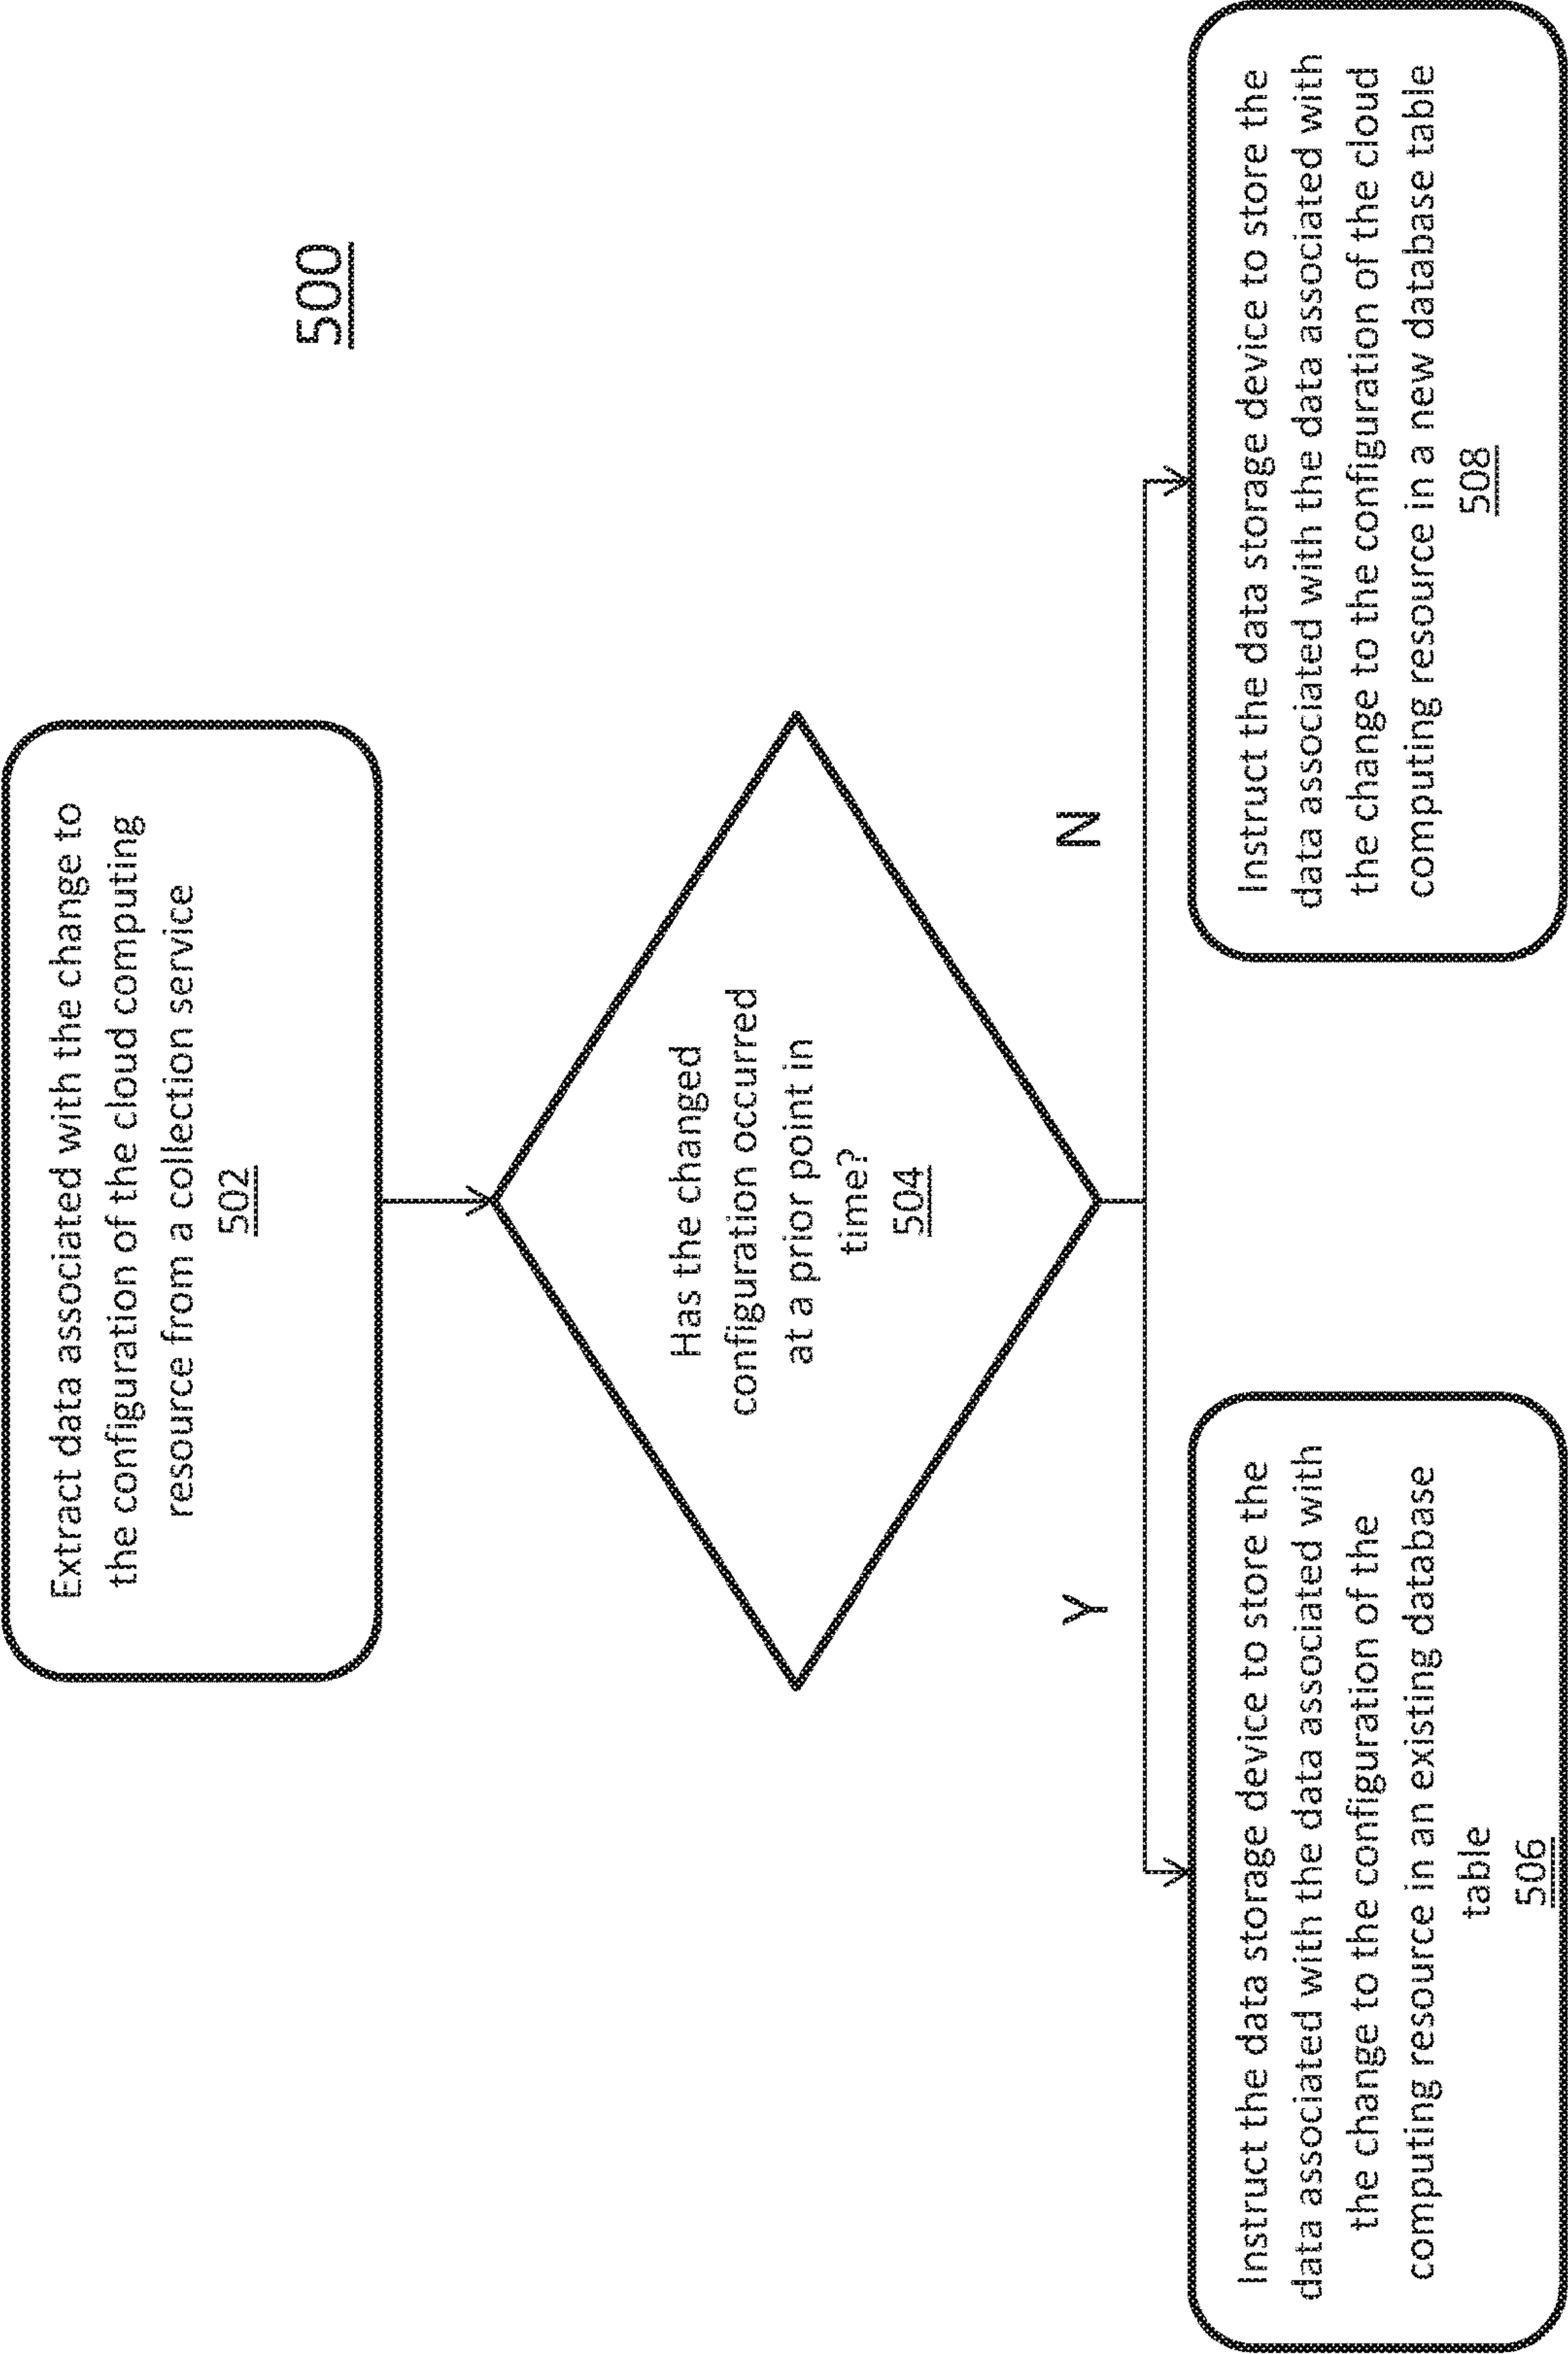 500
Extract data associated with the change to
the configuration of the cloud computing
resource from a collection service
502
Has the changed
configuration occurred
at a prior point in
time?
504
Y
N
Instruct the data storage device to store the
data associated with the data associated with
the change to the configuration of the
computing resource in an existing database
table
506
Instruct the data storage device to store the
data associated with the data associated with
the change to the configuration of the cloud
computing resource in a new database table
508